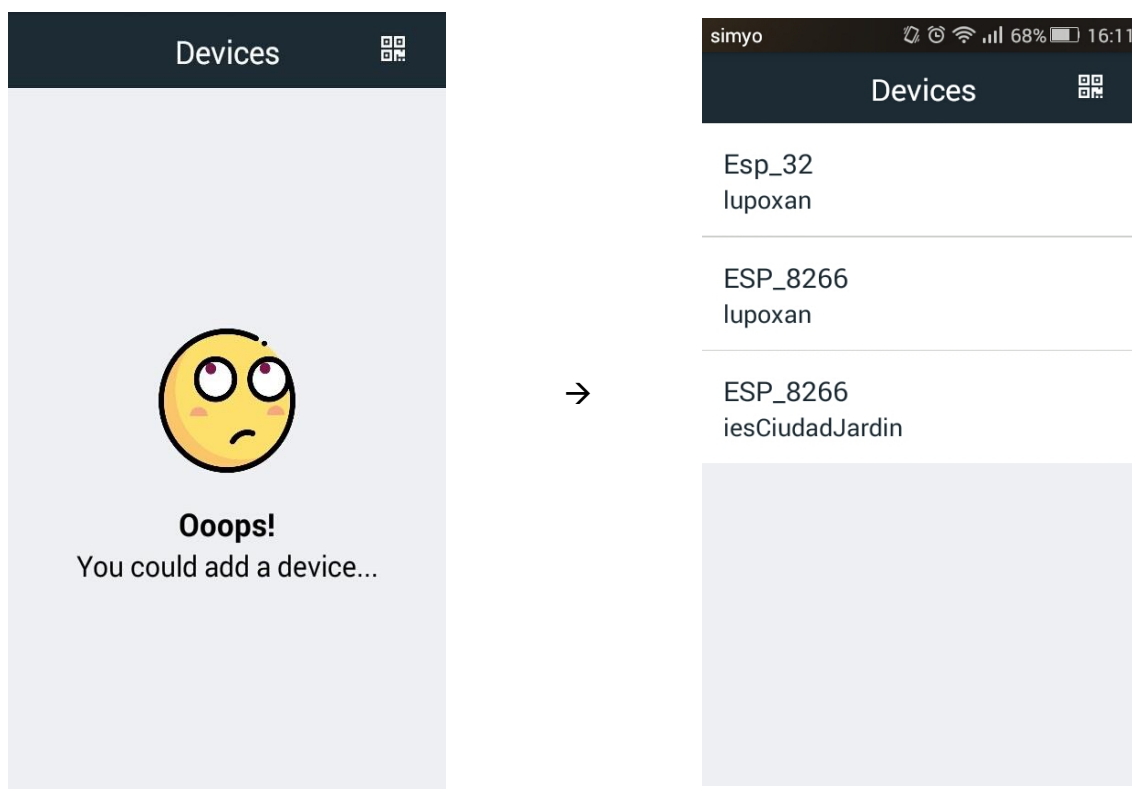 Devices
Ooops!
You could add a device...
→
simyo 68% 16:11
Devices
Esp_32
lupoxan
ESP_8266
lupoxan
ESP_8266
iesCiudadJardin